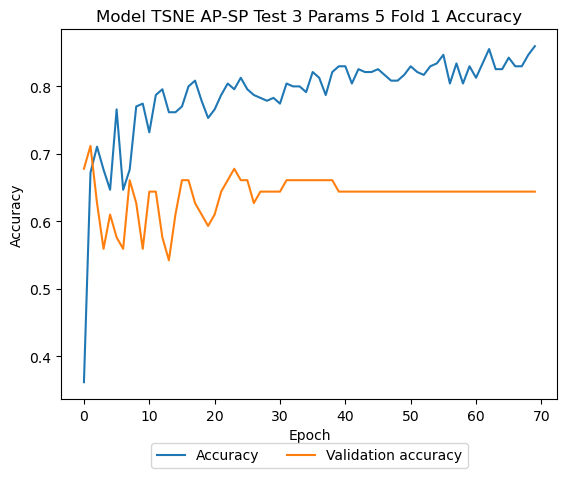 Model TSNE AP-SP Test 3 Params 5 Fold 1 Accuracy
0.8
0.7
0.6
0.5
0.4
Accuracy
0 10 20 30 40 50 60 70
Epoch
Accuracy Validation accuracy